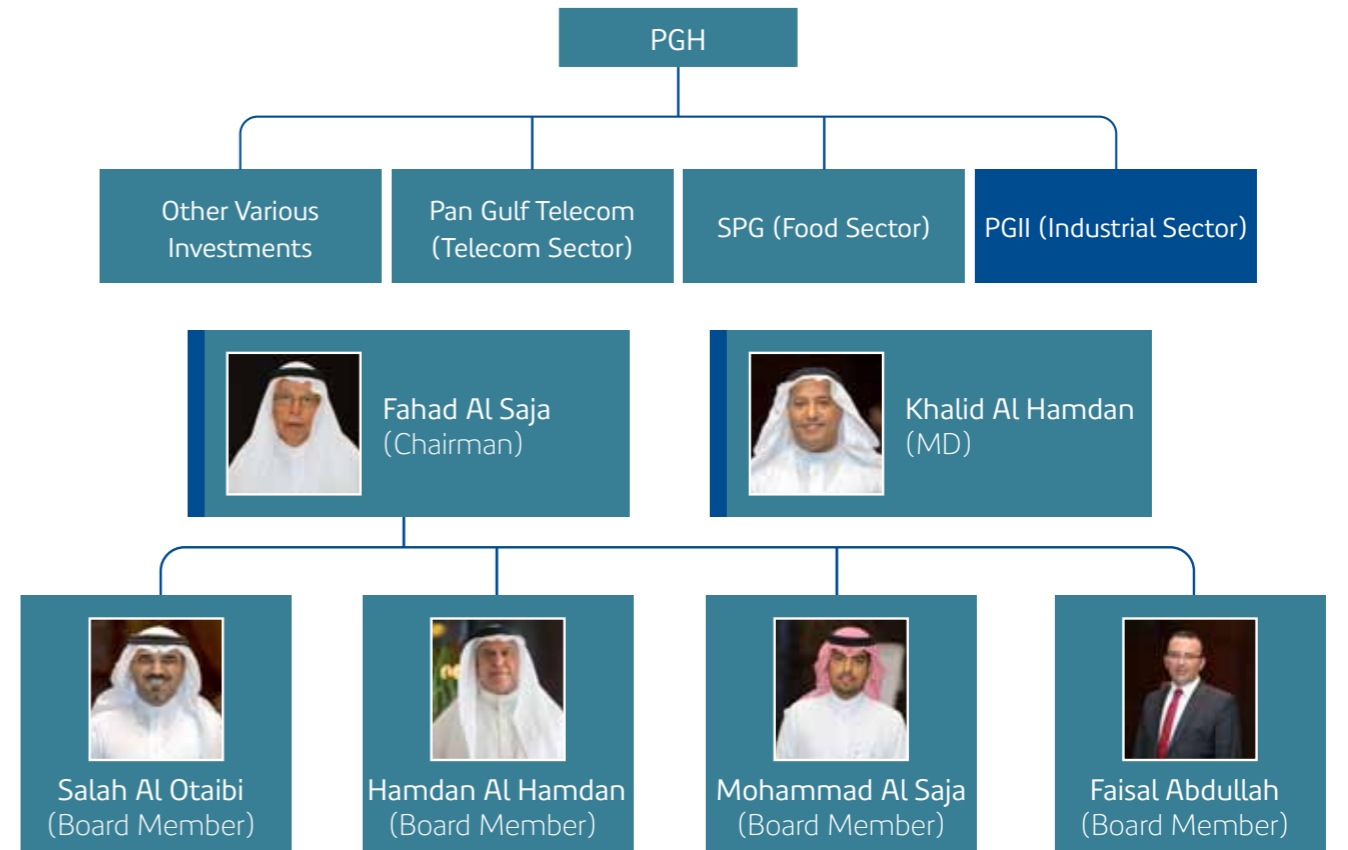 PGH
Other Various
Investments
Pan Gulf Telecom
(Telecom Sector)
SPG (Food Sector)
PGII (Industrial Sector)
Fahad Al Saja
(Chairman)
Khalid Al Hamdan
(MD)
Salah Al Otaibi
(Board Member)
Hamdan Al Hamdan
(Board Member)
Mohammad Al Saja
(Board Member)
Faisal Abdullah
(Board Member)